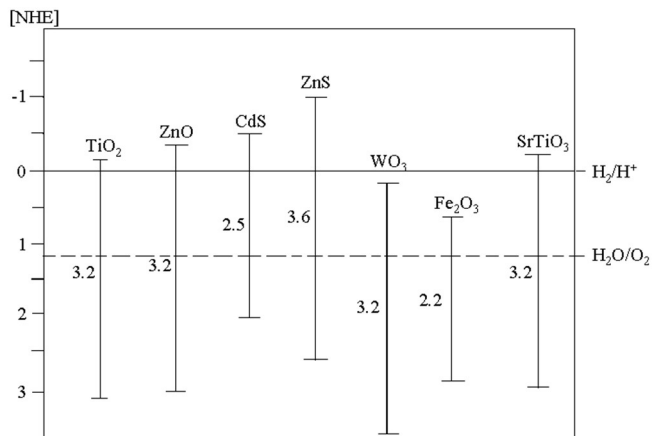 [NHE]
ZnS
-1
CdS
ZnO
TiO₂
SrTiO₃
WO₃
0
H₂/H⁺
Fe₂O₃
2.5
3.6
1
H₂O/O₂
3.2
3.2
3.2
3.2
2.2
2
3